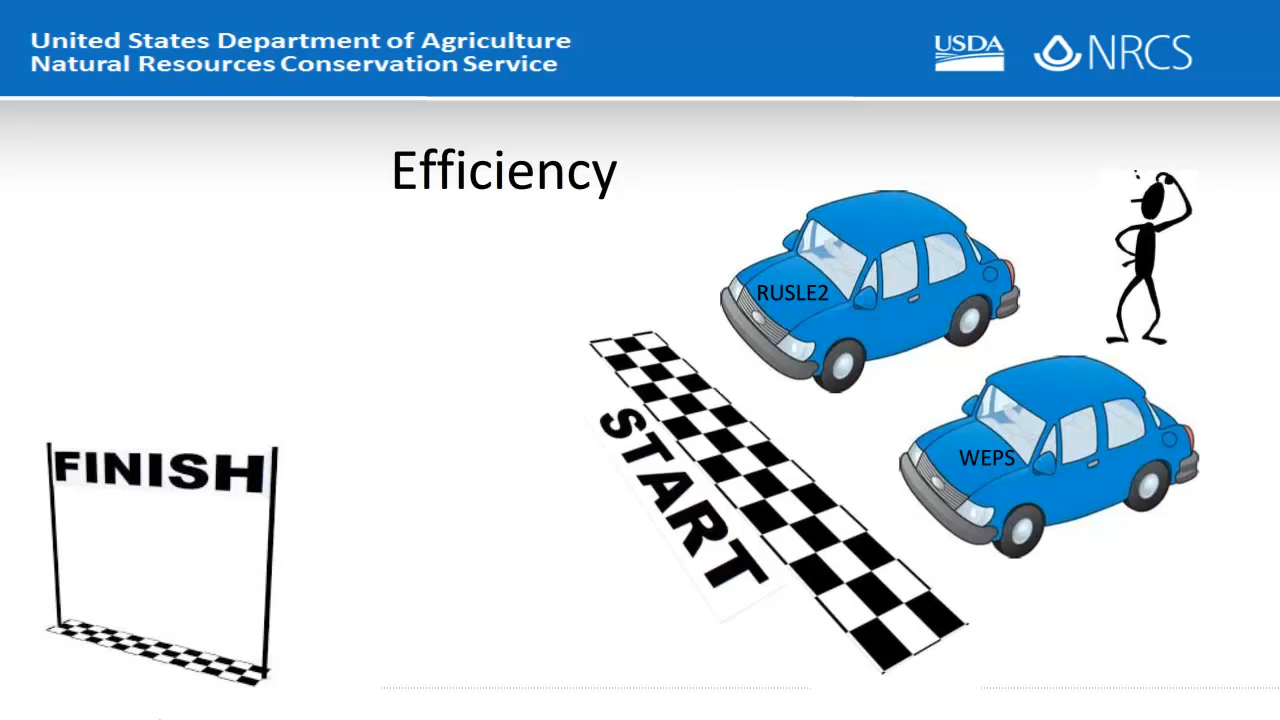 United States Department of Agriculture
Natural Resources Conservation Service
USDA
NRCS
Efficiency
RUSLE2
WEPS
START
FINISH